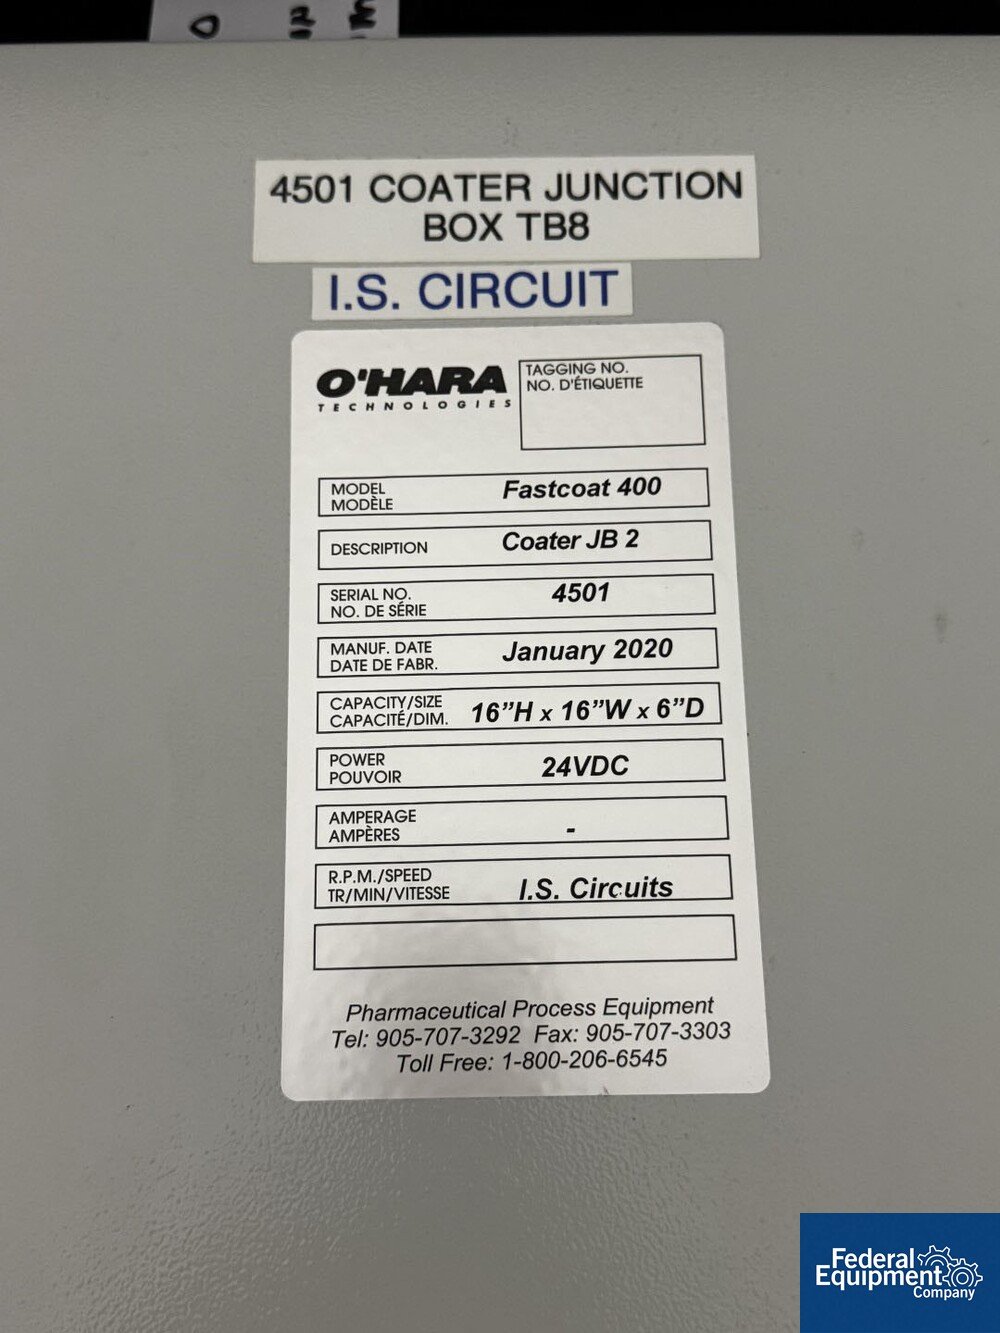 4501 COATER JUNCTION
BOX TB8
I.S. CIRCUIT
O'HARA
TECHNOLOGIES
TAGGING NO.
NO. D'ÉTIQUETTE
MODEL
MODÈLE
Fastcoat 400
DESCRIPTION
Coater JB 2
SERIAL NO.
NO. DE SÉRIE
4501
MANUF. DATE
DATE DE FABR.
January 2020
CAPACITY/SIZE
CAPACITÉ/DIM.
16”H x 16”W x 6”D
POWER
POUVOIR
24VDC
AMPERAGE
AMPÈRES
-
R.P.M./SPEED
TR/MIN/VITESSE
I.S. Circuits
Pharmaceutical Process Equipment
Tel: 905-707-3292 Fax: 905-707-3303
Toll Free: 1-800-206-6545
Federal
Equipment
Company